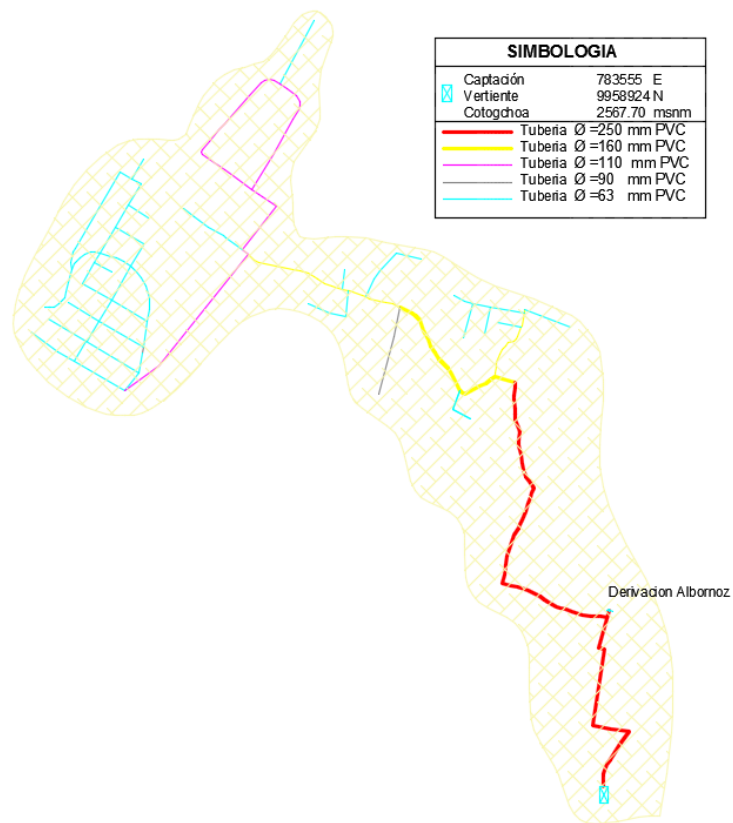 SIMBOLOGIA
Captación 783555 E
Vertiente 9958924 N
Cotogchoa 2567.70 msnm
Tuberia Ø =250 mm PVC
Tuberia Ø =160 mm PVC
Tuberia Ø =110 mm PVC
Tuberia Ø =90 mm PVC
Tuberia Ø =63 mm PVC
Derivacion Albornoz